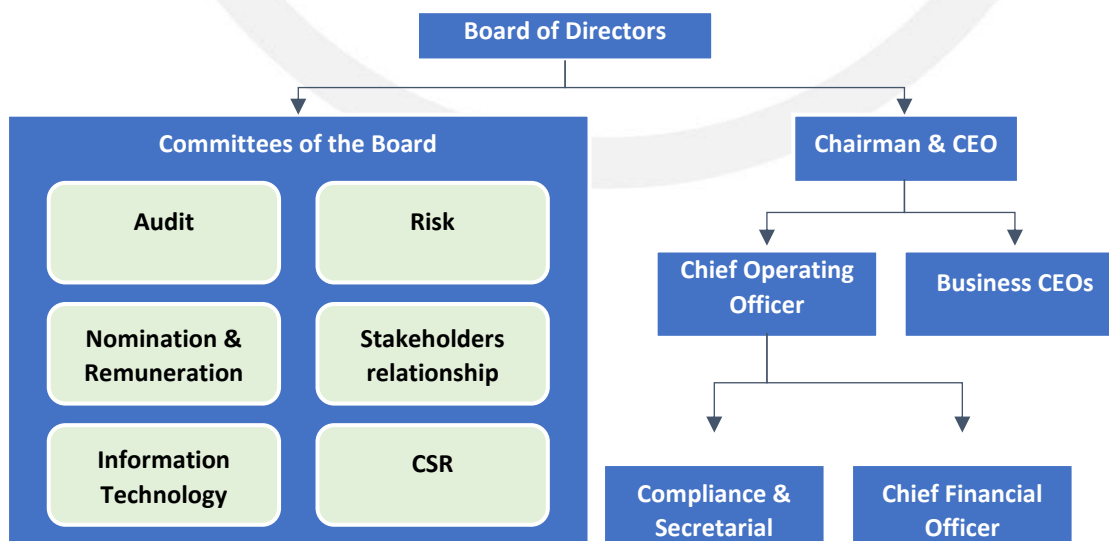 Board of Directors
Committees of the Board
Audit
Risk
Nomination &
Remuneration
Stakeholders
relationship
Information
Technology
CSR
Chairman & CEO
Chief Operating
Officer
Business CEOs
Compliance &
Secretarial
Chief Financial
Officer